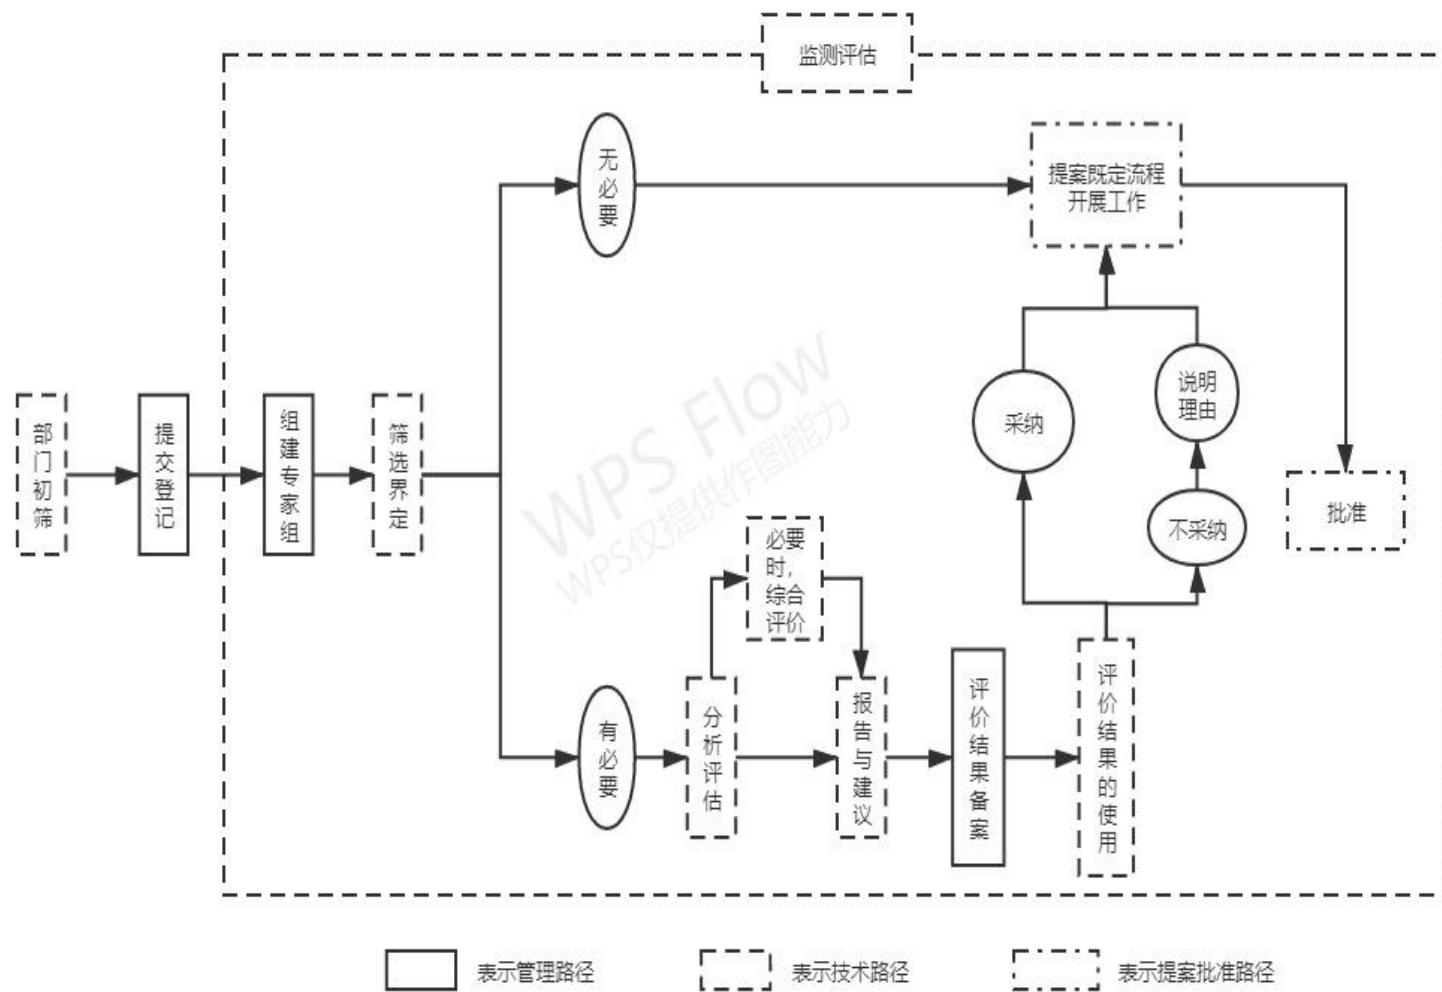 监测评估
无必要
提案既定流程
开展工作
部门初筛
提交登记
组建专家组
筛选界定
WPS Flow
WPS仅提供作图能力
采纳
说明
理由
不采纳
批准
必要
时，
综合
评价
有必要
分析评估
报告与建议
评价结果备案
评价结果的使用
表示管理路径
表示技术路径
表示提案批准路径